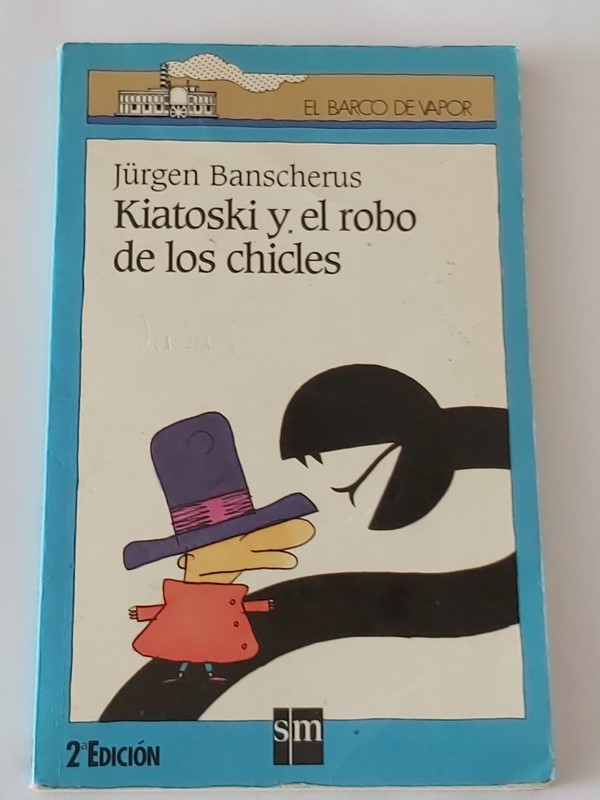 EL BARCO DE VAPOR
Jürgen Banscherus
Kiatoski y el robo
de los chicles
2ª EDICIÓN
sm